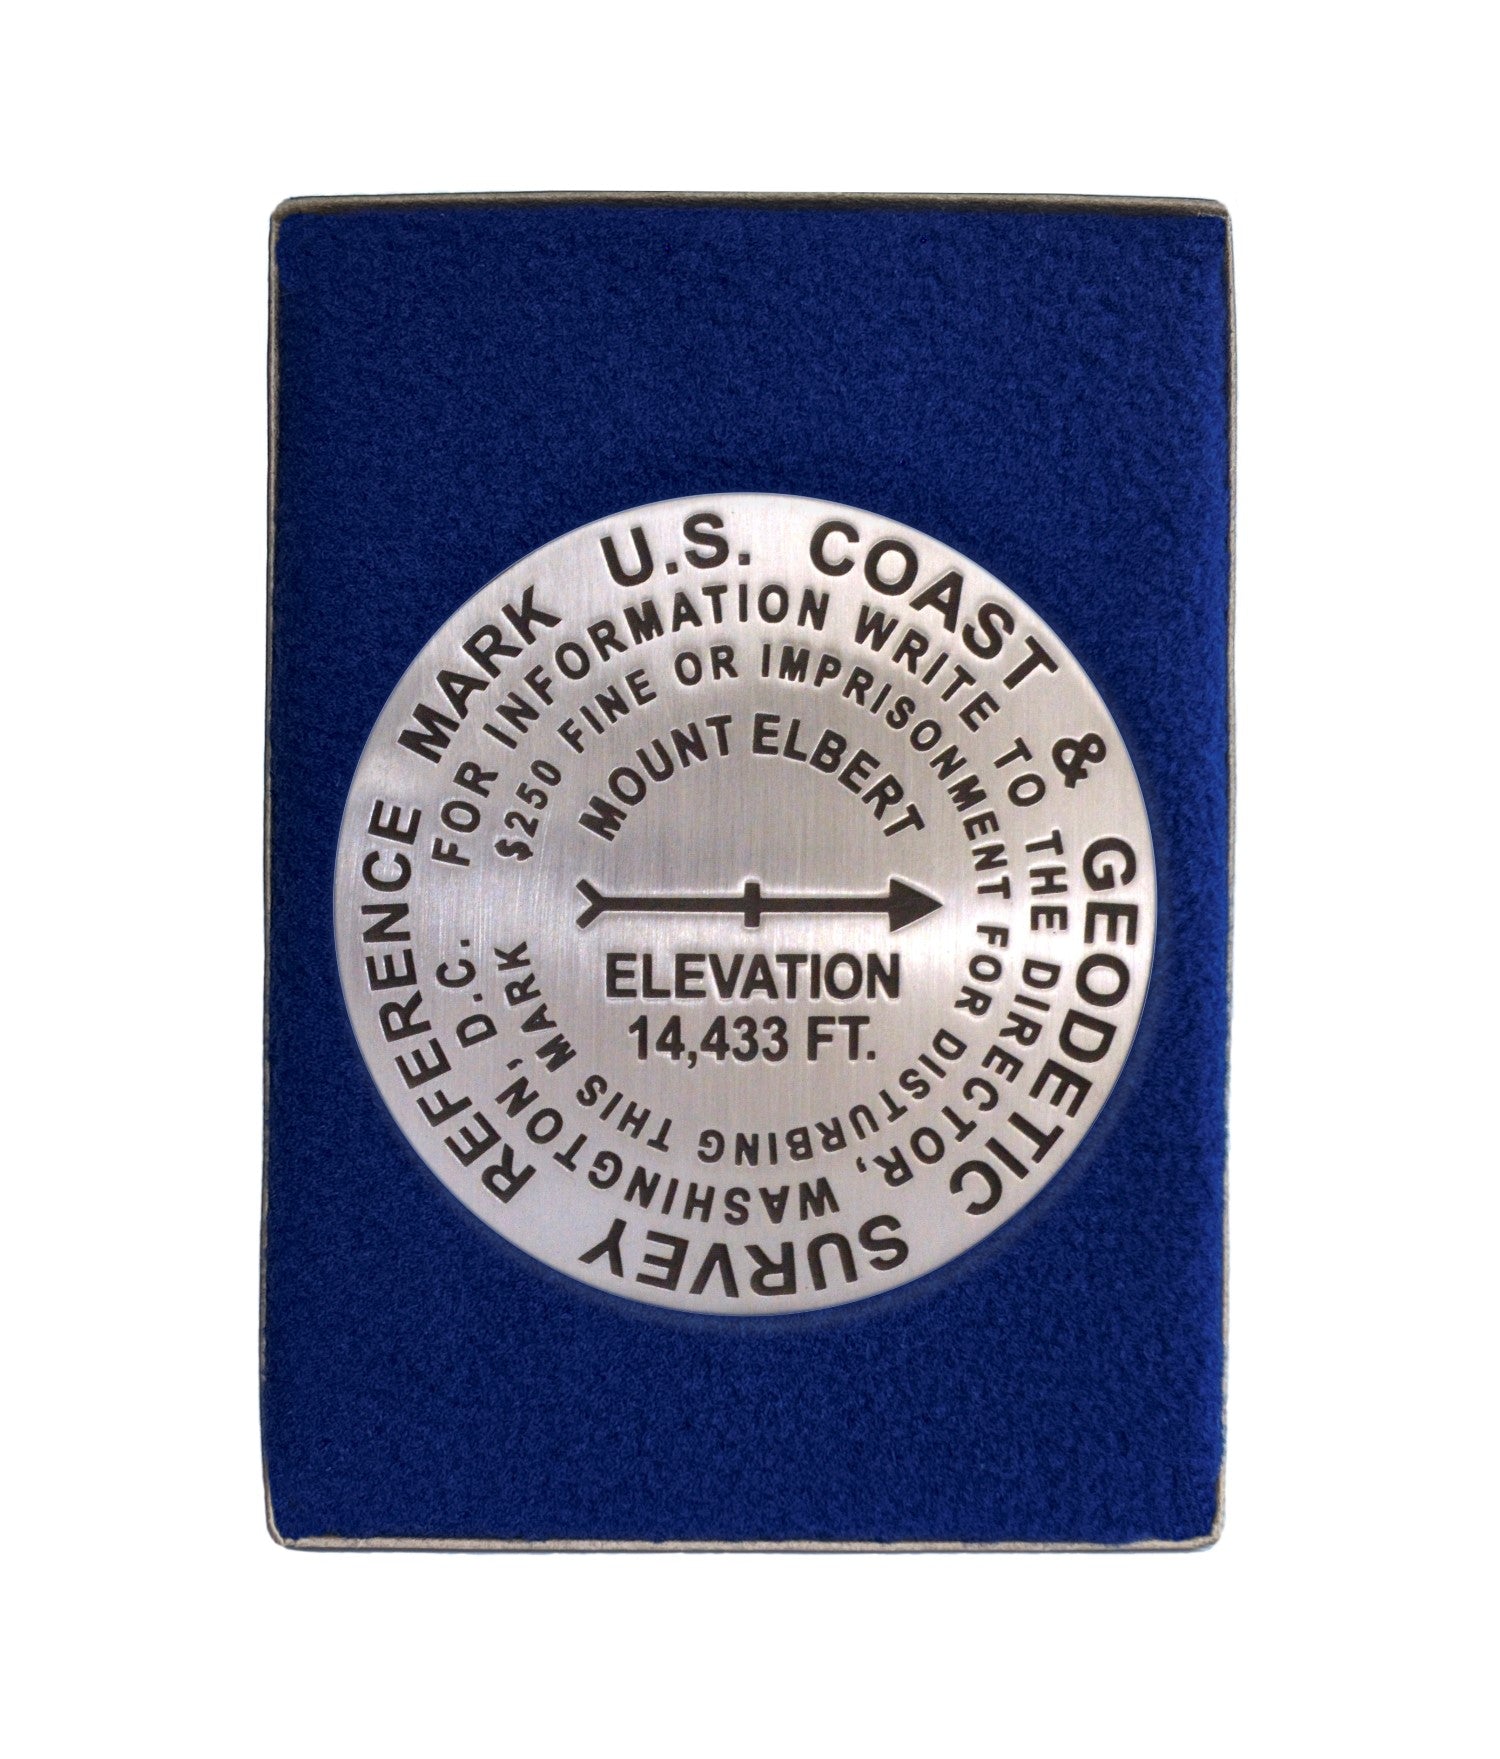 U.S. COAST & GEODETIC SURVEY REFERENCE MARK
FOR INFORMATION WRITE TO THE DIRECTOR, WASHINGTON, D.C.
$250 FINE OR IMPRISONMENT FOR DISTURBING THIS MARK
MOUNT ELBERT
ELEVATION
14,433 FT.